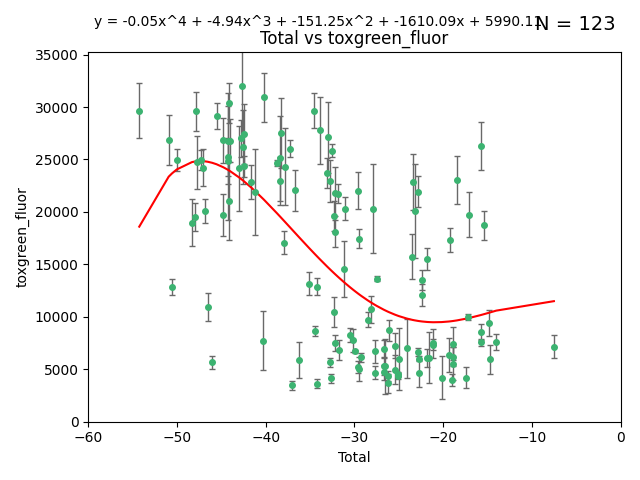 y = -0.05x^4 + -4.94x^3 + -151.25x^2 + -1610.09x + 5990.11
N = 123
Total vs toxgreen_fluor
35000
30000
25000
20000
15000
10000
5000
0
toxgreen_fluor
−60 −50 −40 −30 −20 −10 0
Total